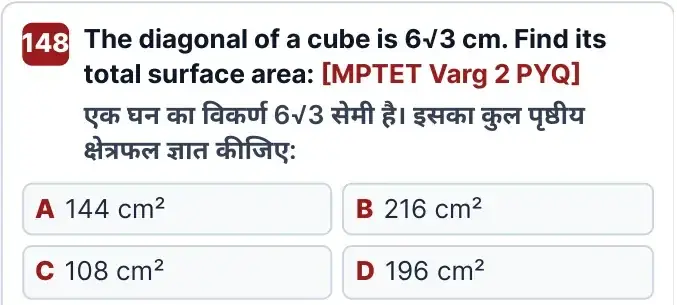 148 The diagonal of a cube is 6√3 cm. Find its
total surface area: [MPTET Varg 2 PYQ]
एक घन का विकर्ण 6√3 सेमी है। इसका कुल पृष्ठीय
क्षेत्रफल ज्ञात कीजिए:
A 144 cm² B 216 cm²
C 108 cm² D 196 cm²